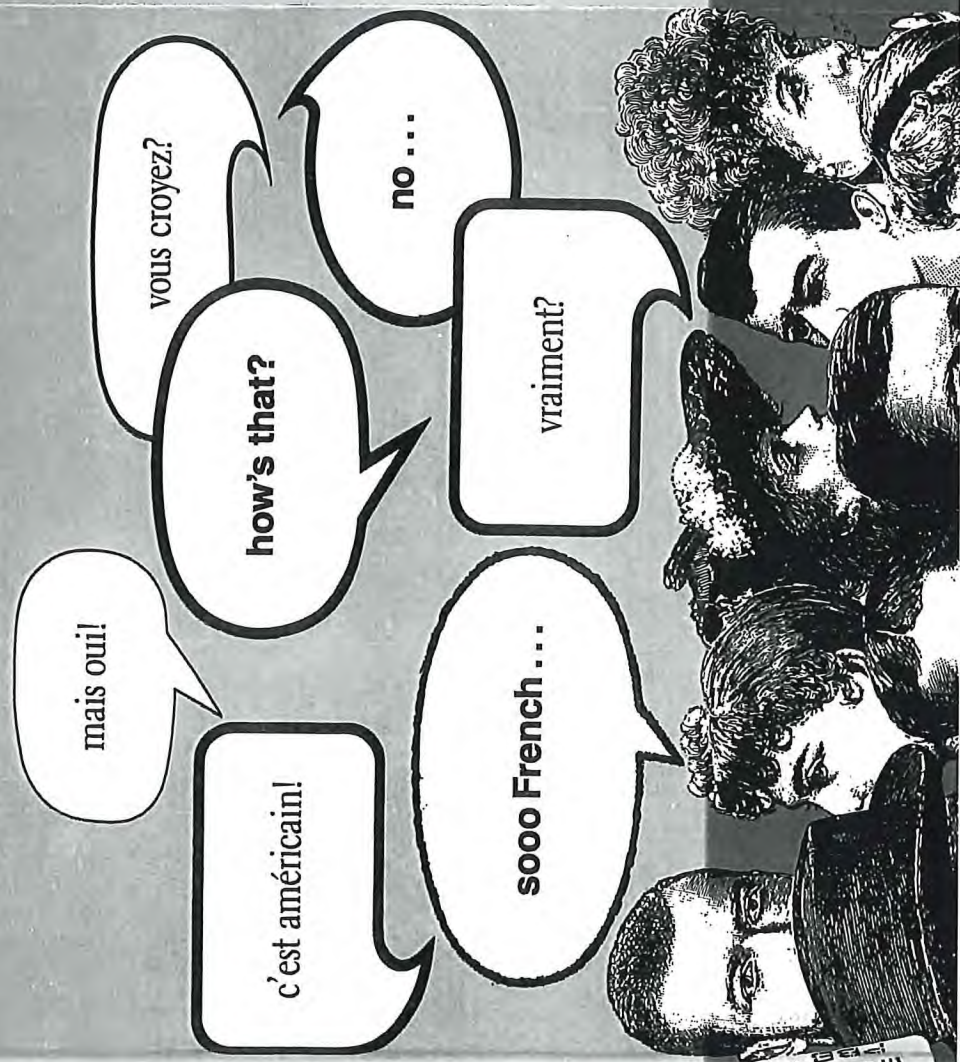 mais oui!
vous croyez?
how's that?
c'est américain!
no...
sooo French...
vraiment?